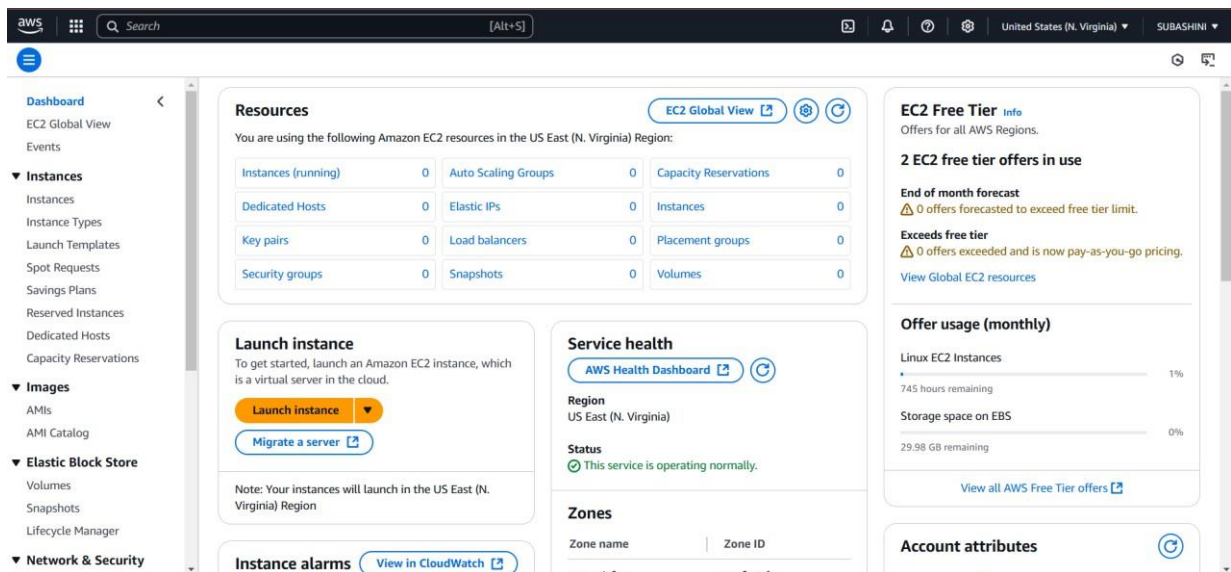 aws
Search [Alt+S]
United States (N. Virginia) ▼
SUBASHINI ▼
Dashboard
EC2 Global View
Events
▼ Instances
Instances
Instance Types
Launch Templates
Spot Requests
Savings Plans
Reserved Instances
Dedicated Hosts
Capacity Reservations
▼ Images
AMIs
AMI Catalog
▼ Elastic Block Store
Volumes
Snapshots
Lifecycle Manager
▼ Network & Security
Resources
EC2 Global View
You are using the following Amazon EC2 resources in the US East (N. Virginia) Region:
Instances (running) 0 Auto Scaling Groups 0 Capacity Reservations 0
Dedicated Hosts 0 Elastic IPs 0 Instances 0
Key pairs 0 Load balancers 0 Placement groups 0
Security groups 0 Snapshots 0 Volumes 0
Launch instance
To get started, launch an Amazon EC2 instance, which
is a virtual server in the cloud.
Launch instance ▼
Migrate a server
Note: Your instances will launch in the US East (N.
Virginia) Region
Instance alarms View in CloudWatch
Service health
AWS Health Dashboard
Region
US East (N. Virginia)
Status
This service is operating normally.
Zones
Zone name Zone ID
EC2 Free Tier Info
Offers for all AWS Regions.
2 EC2 free tier offers in use
End of month forecast
0 offers forecasted to exceed free tier limit.
Exceeds free tier
0 offers exceeded and is now pay-as-you-go pricing.
View Global EC2 resources
Offer usage (monthly)
Linux EC2 Instances
1%
745 hours remaining
Storage space on EBS
0%
29.98 GB remaining
View all AWS Free Tier offers
Account attributes